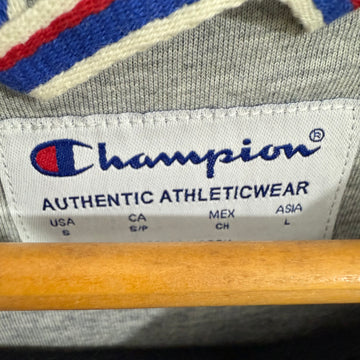 Champion®
AUTHENTIC ATHLETICWEAR
USA CA MEX ASIA
S S/P CH L